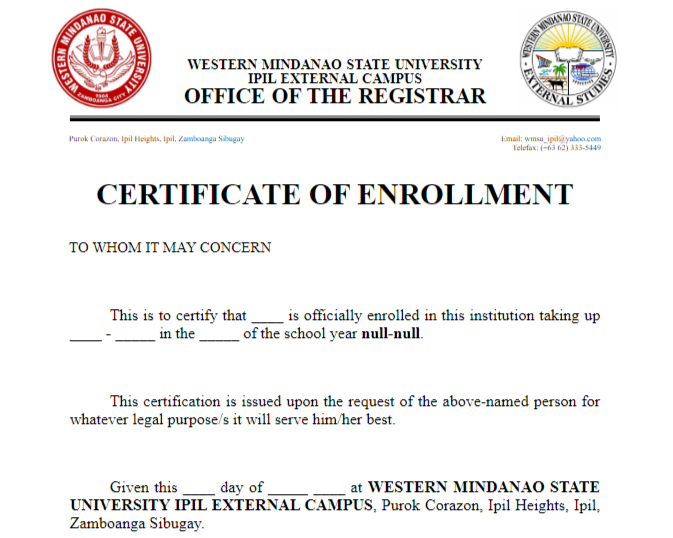 WESTERN MINDANAO STATE UNIVERSITY
1904
ZAMBOANGA CITY
WESTERN MINDANAO STATE UNIVERSITY
IPIL EXTERNAL CAMPUS
OFFICE OF THE REGISTRAR
WESTERN MINDANAO STATE UNIVERSITY
EXTERNAL STUDIES
Purok Corazon, Ipil Heights, Ipil, Zamboanga Sibugay
Email: wmsu_ipil@yahoo.com
Telefax: (+63 62) 333-5449
CERTIFICATE OF ENROLLMENT
TO WHOM IT MAY CONCERN
This is to certify that ____ is officially enrolled in this institution taking up
____ - _____ in the _____ of the school year null-null.
This certification is issued upon the request of the above-named person for
whatever legal purpose/s it will serve him/her best.
Given this ____ day of _____ ____ at WESTERN MINDANAO STATE
UNIVERSITY IPIL EXTERNAL CAMPUS, Purok Corazon, Ipil Heights, Ipil,
Zamboanga Sibugay.